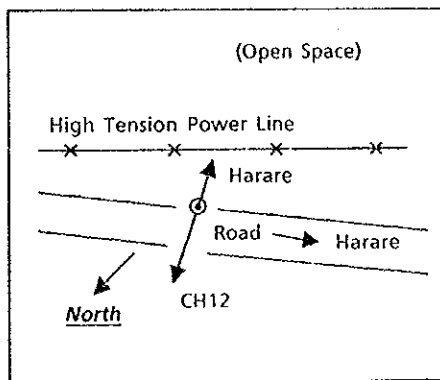 (Open Space)
High Tension Power Line
Harare
Road
Harare
CH12
North